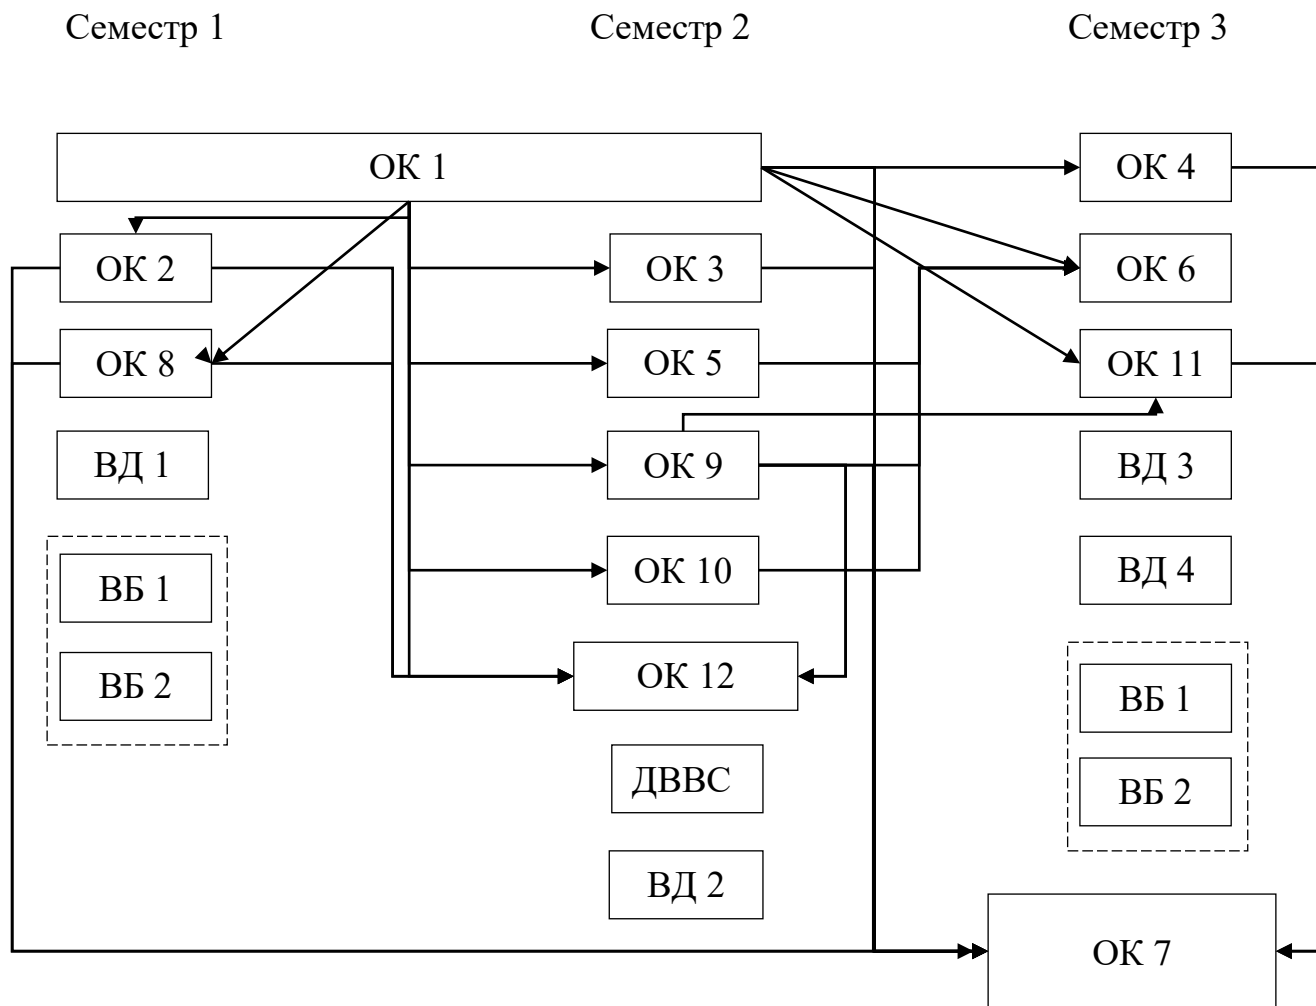 Семестр 1
Семестр 2
Семестр 3
ОК 1
ОК 4
ОК 2
ОК 3
ОК 6
ОК 8
ОК 5
ОК 11
ВД 1
ОК 9
ВД 3
ВБ 1
ОК 10
ВД 4
ВБ 2
ОК 12
ВБ 1
ДВВС
ВБ 2
ВД 2
ОК 7